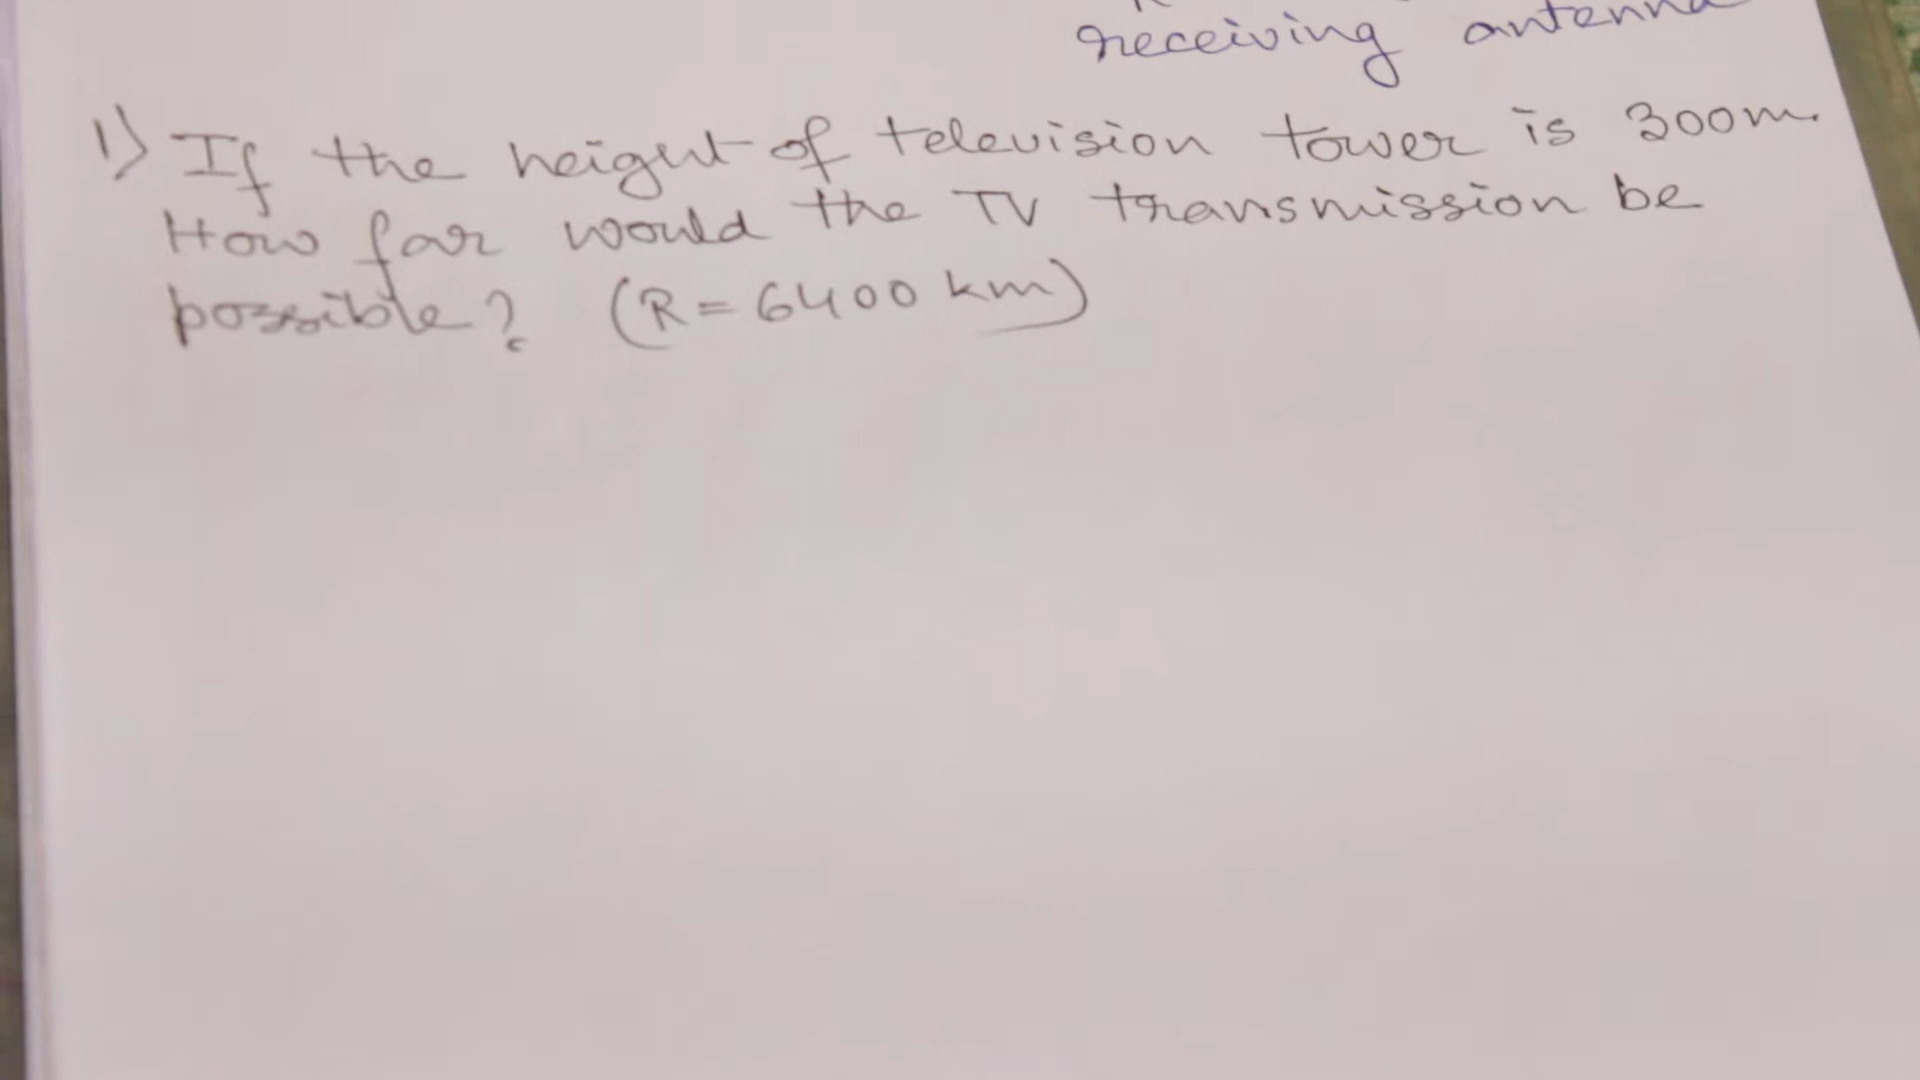 receiving antenna
1) If the height of television tower is 300m.
How far would the TV transmission be
possible? (R = 6400 km)